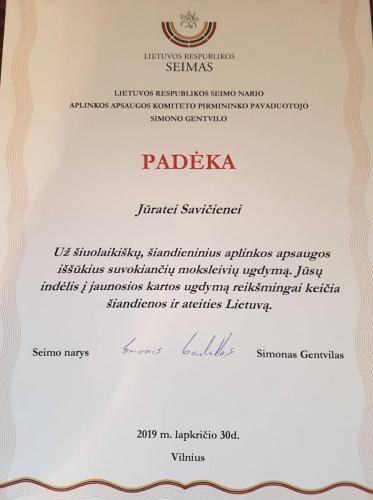 LIETUVOS RESPUBLIKOS
SEIMAS
LIETUVOS RESPUBLIKOS SEIMO NARIO
APLINKOS APSAUGOS KOMITETO PIRMININKO PAVADUOTOJO
SIMONO GENTVILO
PADĖKA
Jūratei Savičienei
Už šiuolaikiškų, šiandieninius aplinkos apsaugos
iššūkius suvokiančių moksleivių ugdymą. Jūsų
indėlis į jaunosios kartos ugdymą reikšmingai keičia
šiandienos ir ateities Lietuvą.
Seimo narys Simonas Gentvilas
2019 m. lapkričio 30d.
Vilnius